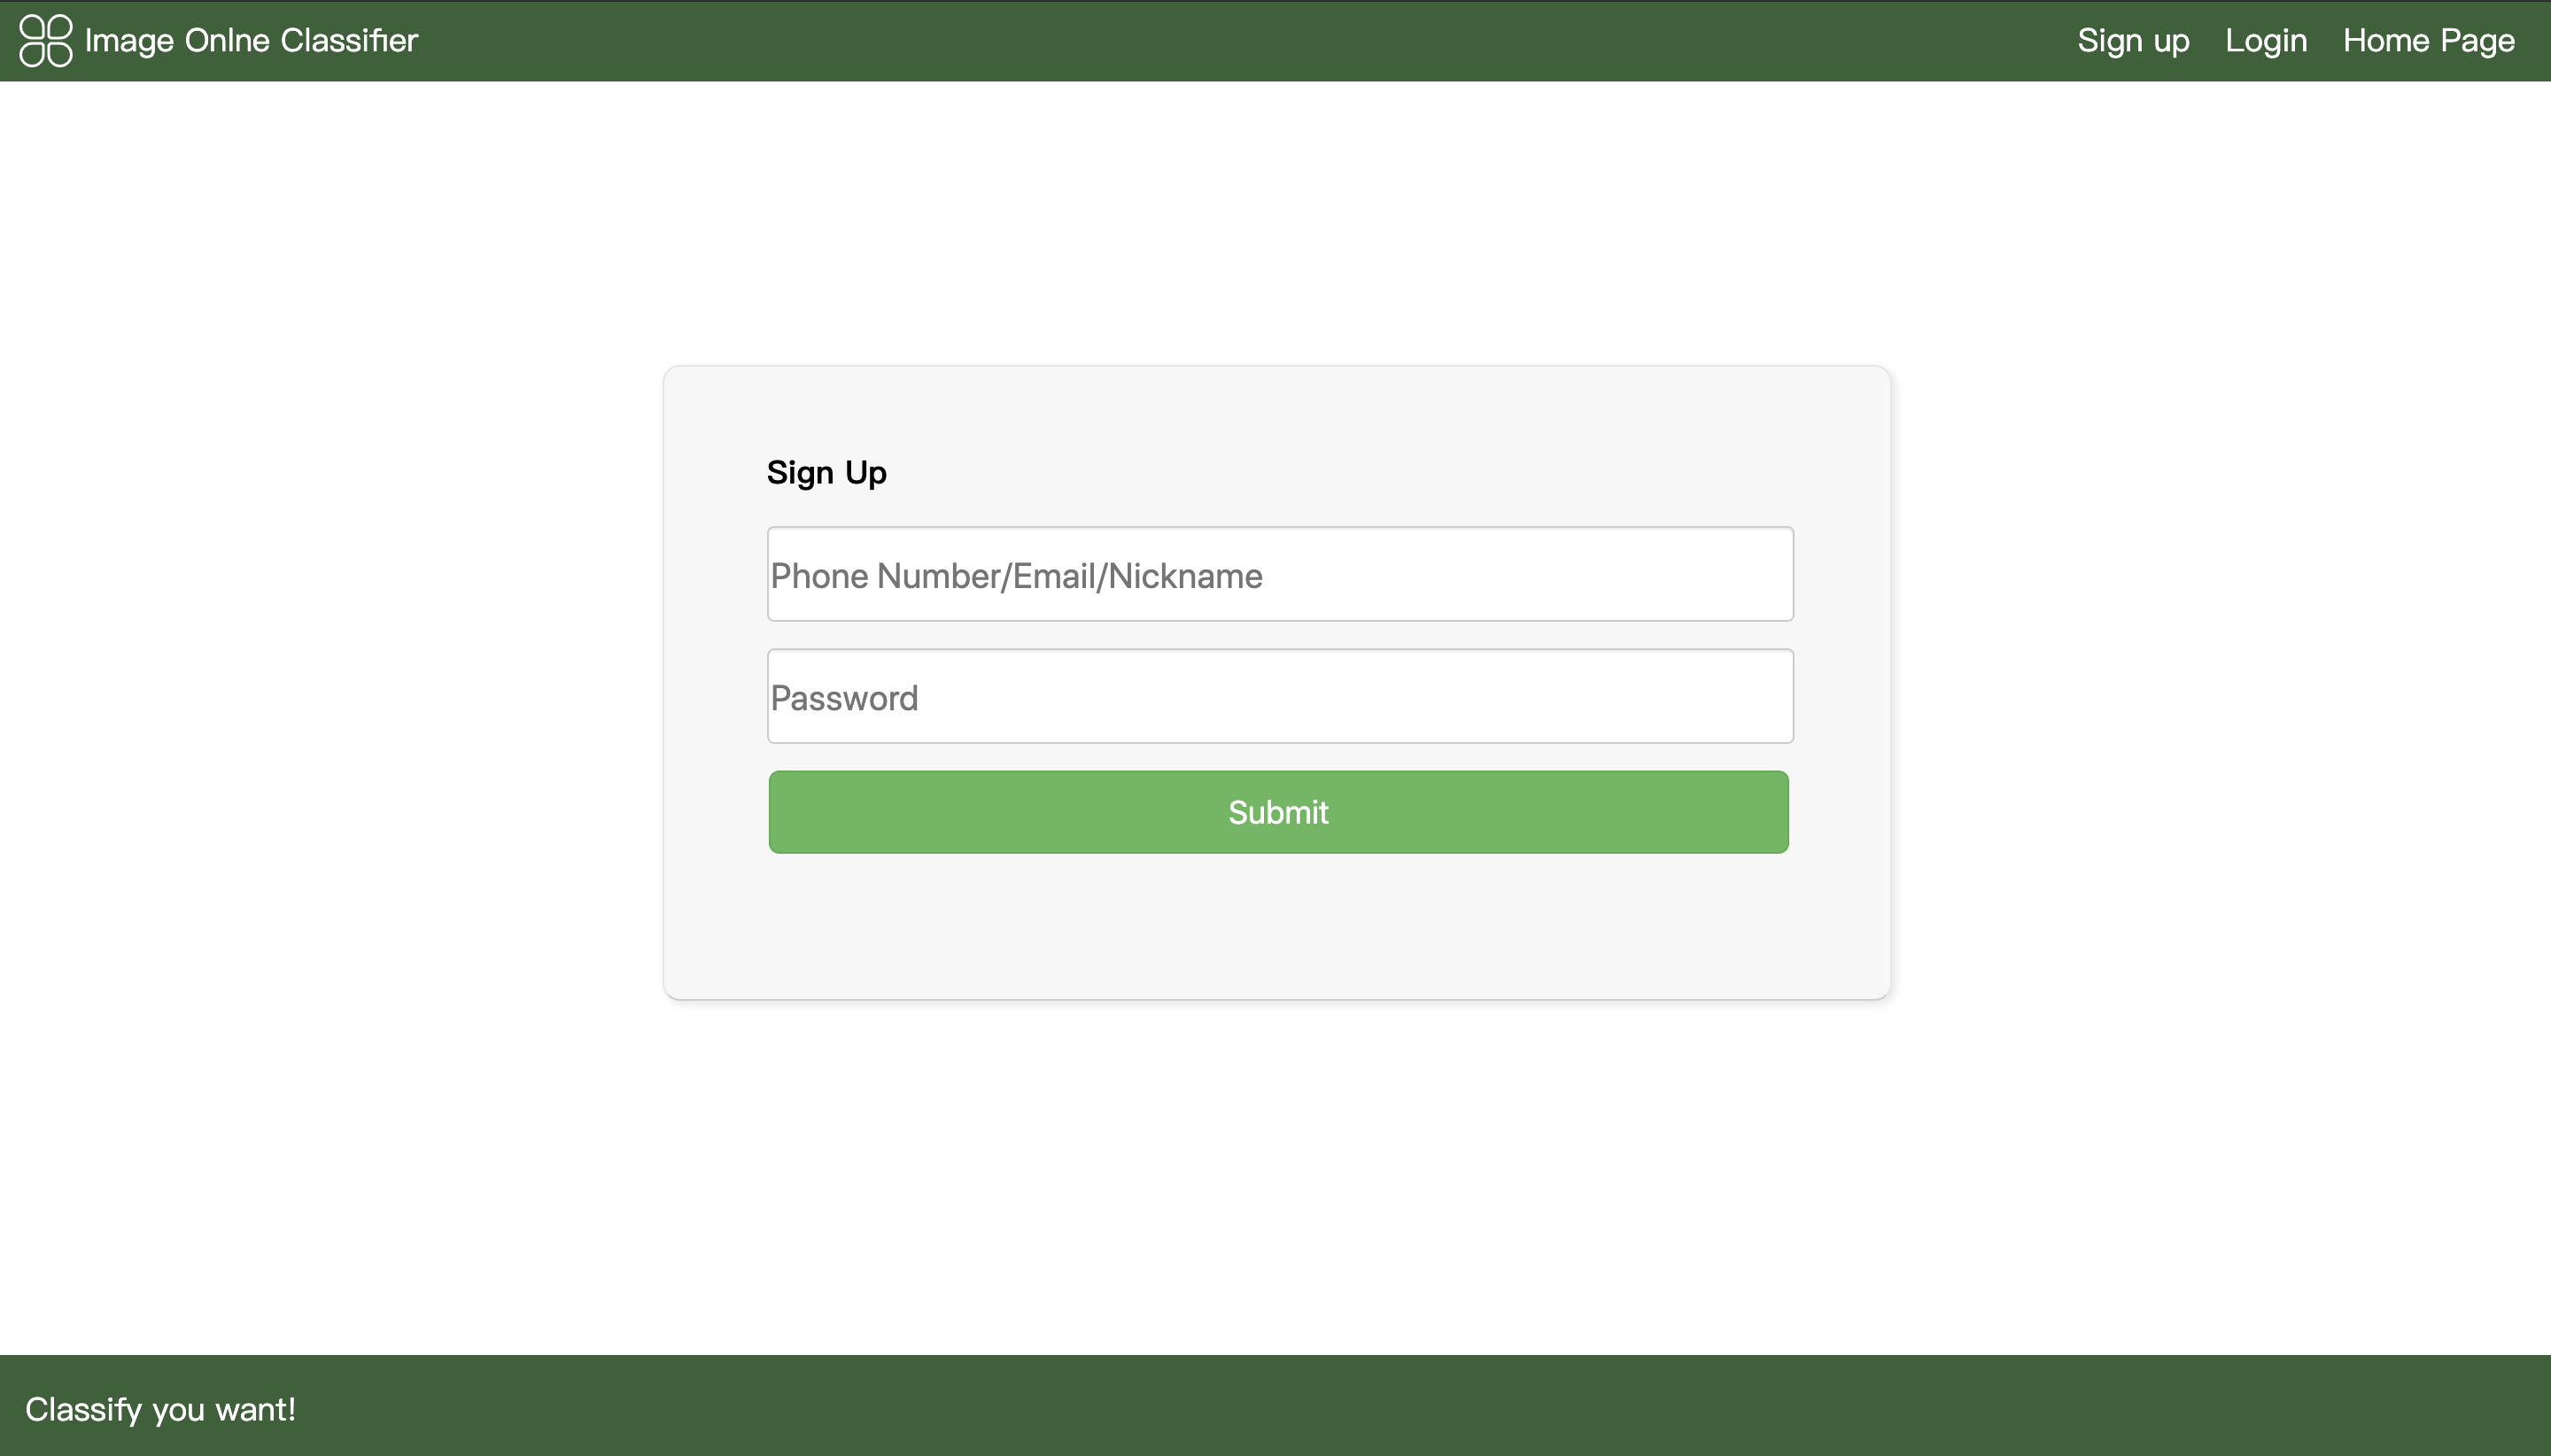 Image Onlne Classifier
Sign up Login Home Page
Sign Up
Phone Number/Email/Nickname
Password
Submit
Classify you want!